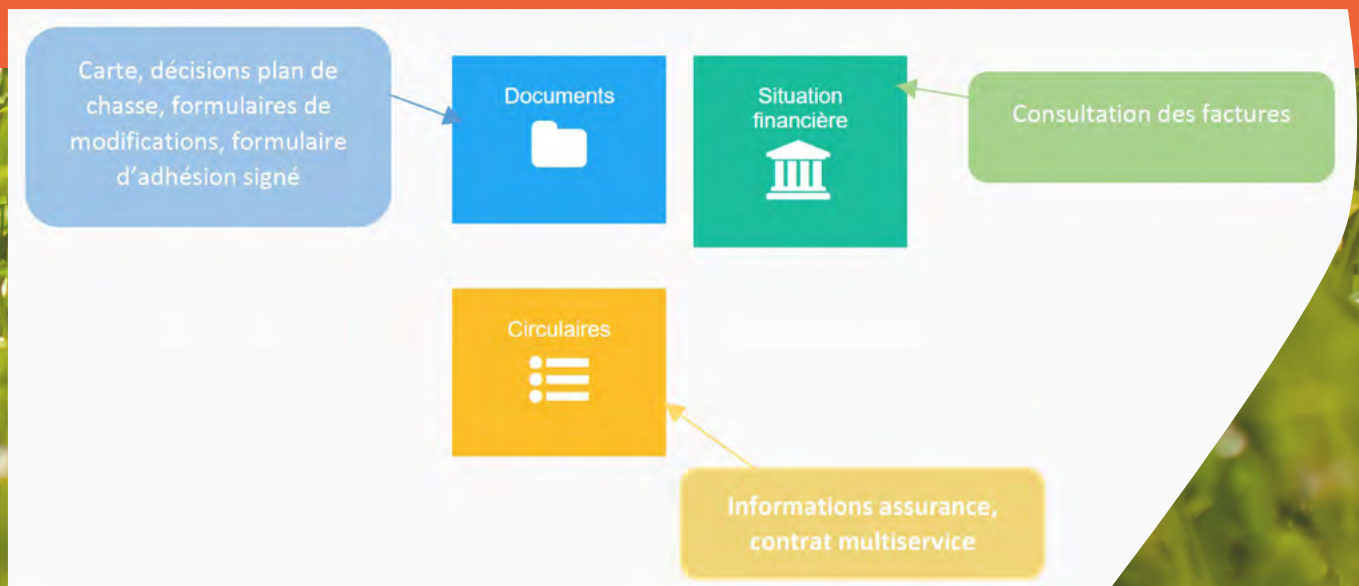 Carte, décisions plan de
chasse, formulaires de
modifications, formulaire
d'adhésion signé
Documents
Situation
financière
Consultation des factures
Circulaires
Informations assurance,
contrat multiservice